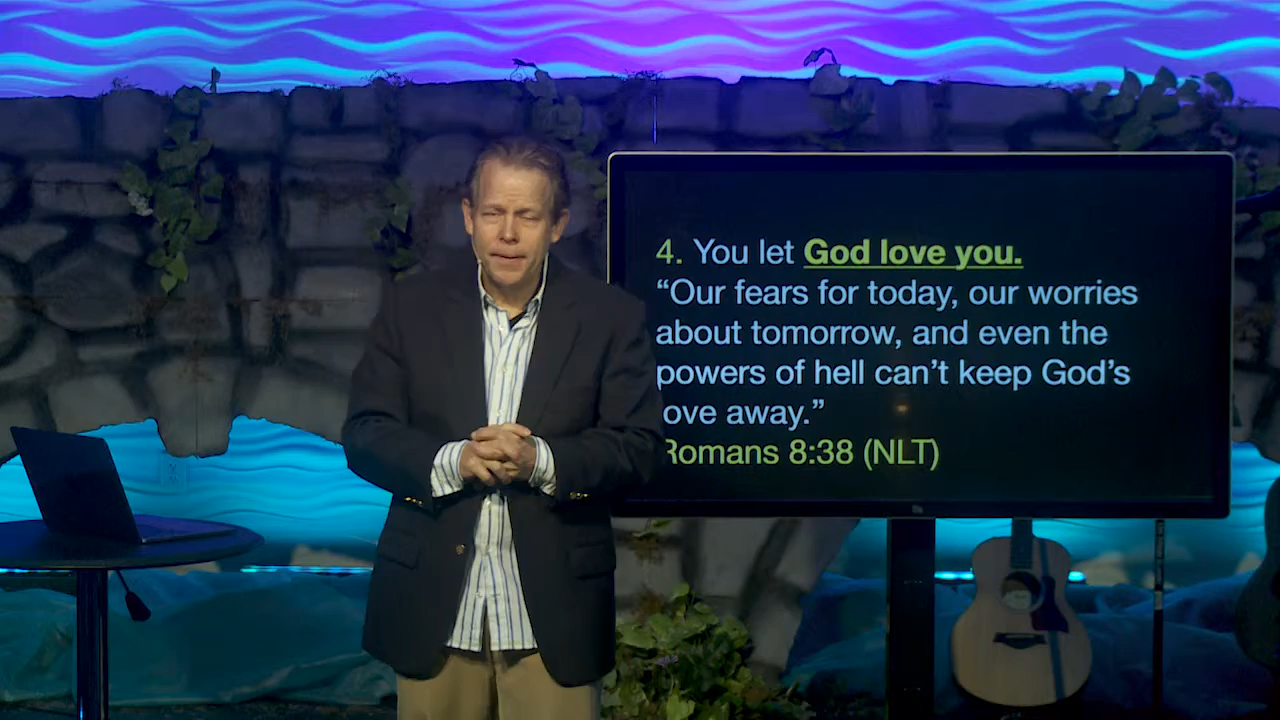 4. You let God love you.
“Our fears for today, our worries
about tomorrow, and even the
powers of hell can’t keep God’s
ove away.”
Romans 8:38 (NLT)